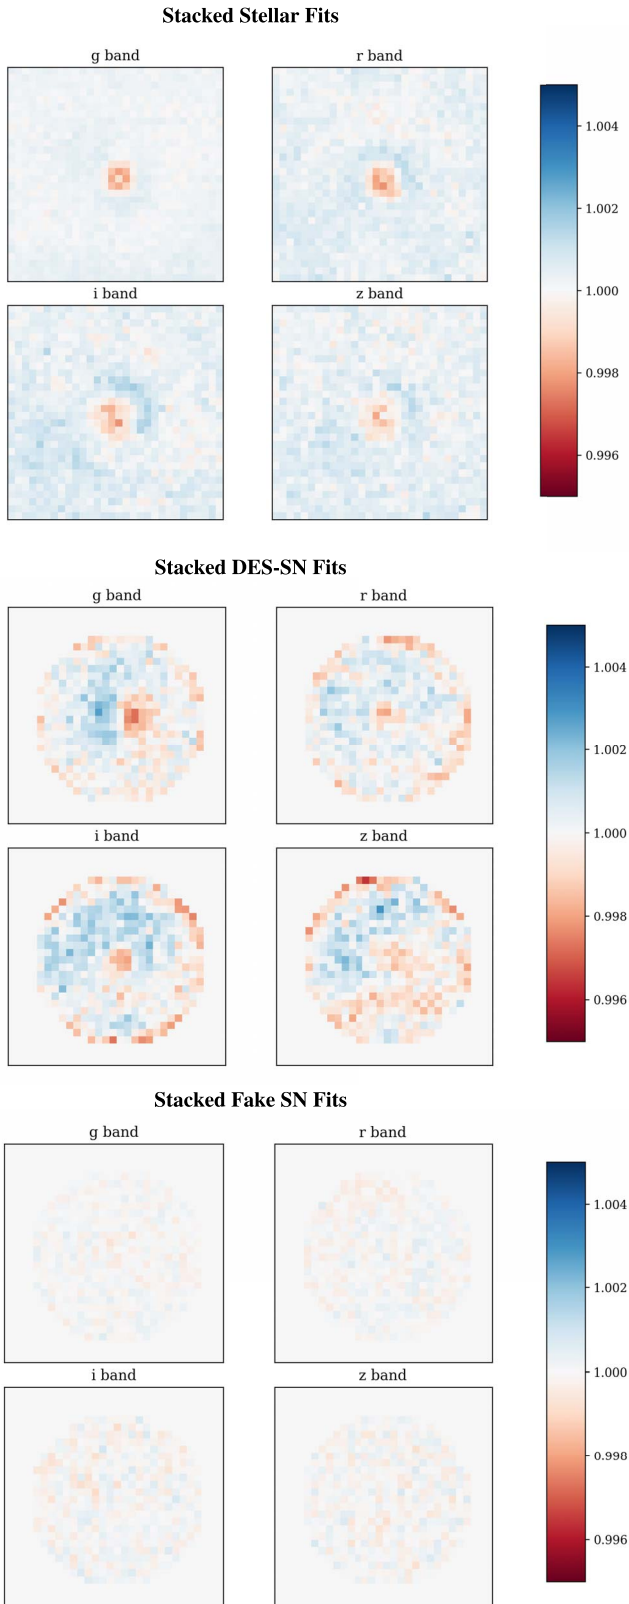 Stacked Stellar Fits
g band
r band
1.004
1.002
1.000
0.998
0.996
i band
z band
Stacked DES-SN Fits
g band
r band
1.004
1.002
1.000
0.998
0.996
i band
z band
Stacked Fake SN Fits
g band
r band
1.004
1.002
1.000
0.998
0.996
i band
z band